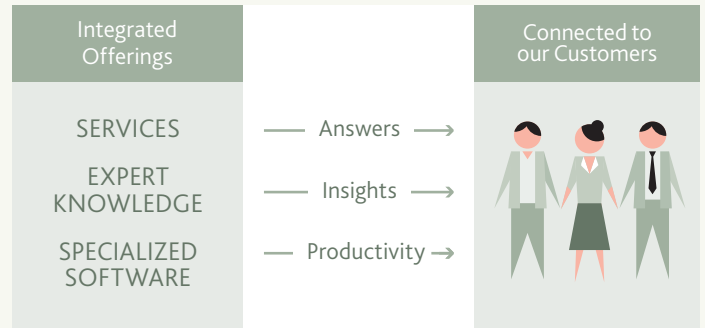 Integrated
Offerings
Connected to
our Customers
SERVICES
Answers
EXPERT
KNOWLEDGE
Insights
SPECIALIZED
SOFTWARE
Productivity